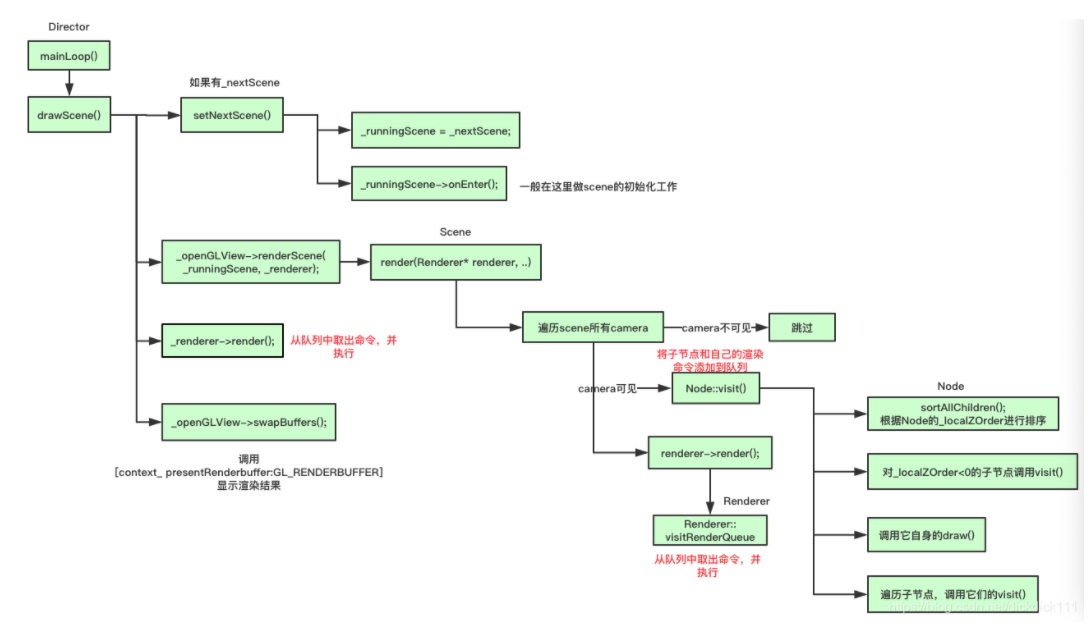 Director
mainLoop()
drawScene()
如果有_nextScene
setNextScene()
_runningScene = _nextScene;
_runningScene->onEnter();
一般在这里做scene的初始化工作
_openGLView->renderScene(
_runningScene, _renderer);
Scene
render(Renderer* renderer, ..)
_renderer->render();
从队列中取出命令，并
执行
_openGLView->swapBuffers();
调用
[context_ presentRenderbuffer:GL_RENDERBUFFER]
显示渲染结果
遍历scene所有camera
camera不可见
跳过
将子节点和自己的渲染
命令添加到队列
camera可见
Node::visit()
renderer->render();
Renderer
Renderer::
visitRenderQueue
从队列中取出命令，并
执行
Node
sortAllChildren();
根据Node的_localZOrder进行排序
对_localZOrder<0的子节点调用visit()
调用它自身的draw()
遍历子节点，调用它们的visit()